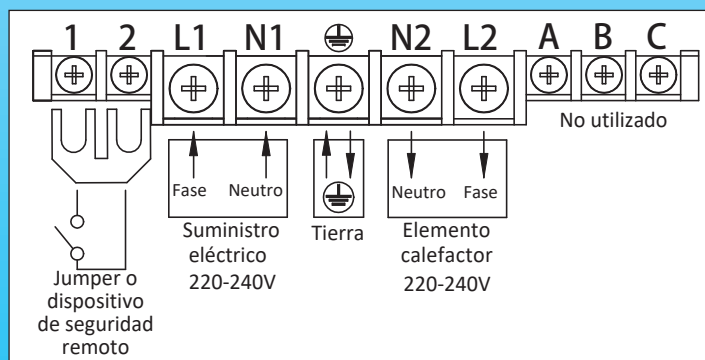 1 2 L1 N1 N2 L2 A B C
No utilizado
Fase Neutro Neutro Fase
Suministro
eléctrico
220-240V
Tierra
Elemento
calefactor
220-240V
Jumper o
dispositivo
de seguridad
remoto